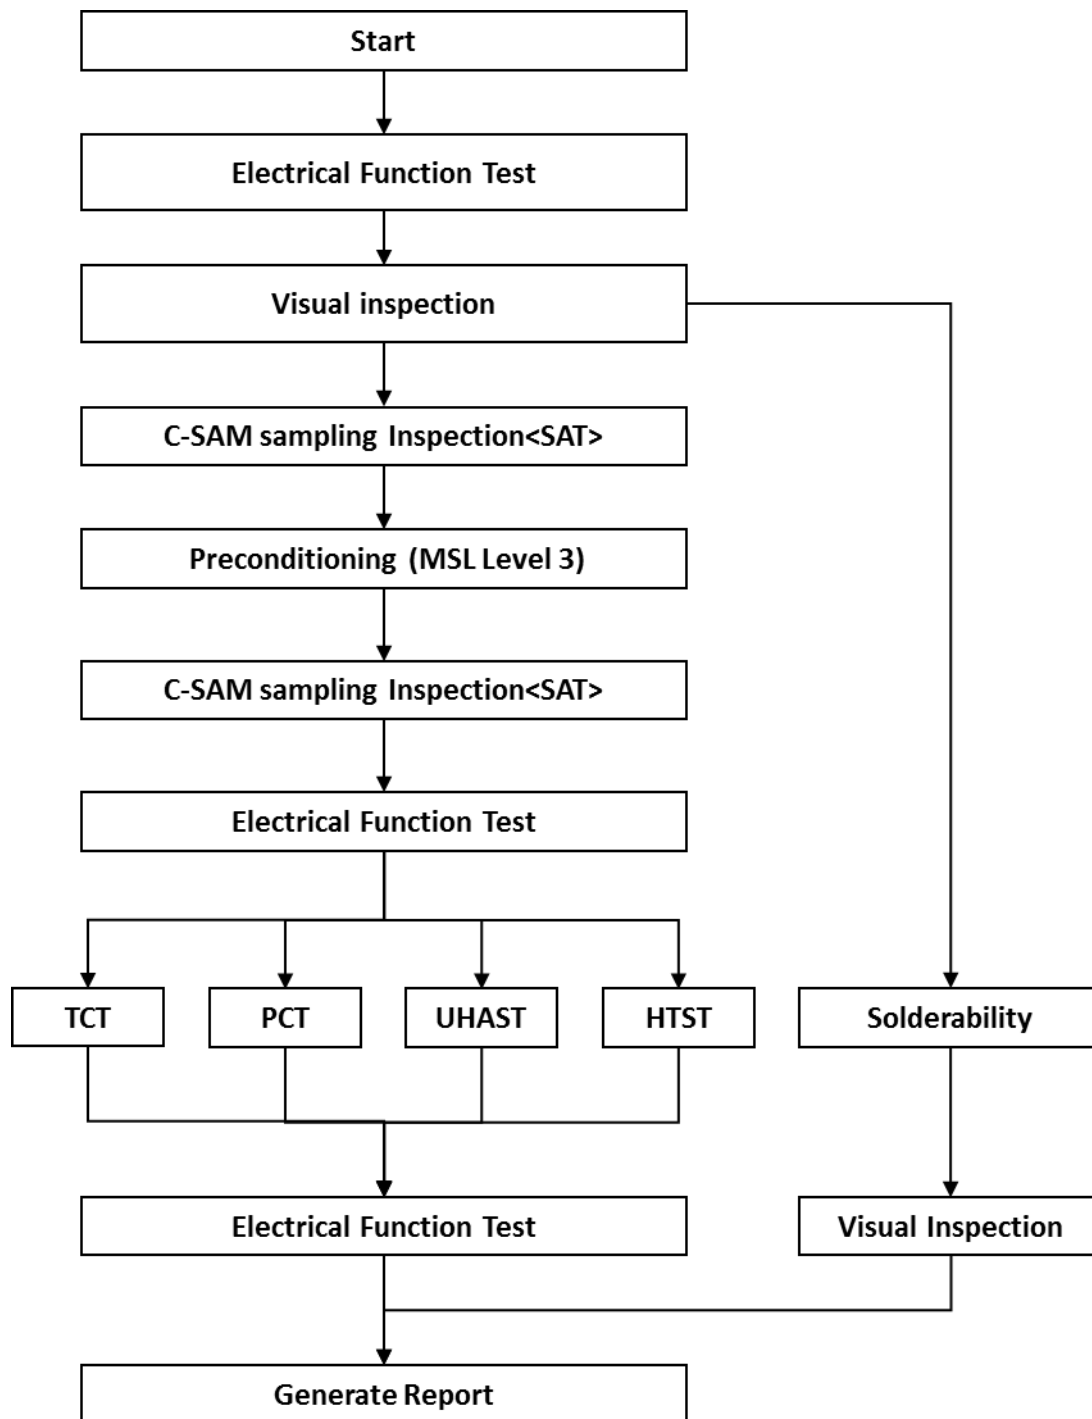 Start
Electrical Function Test
Visual inspection
C-SAM sampling Inspection<SAT>
Preconditioning (MSL Level 3)
C-SAM sampling Inspection<SAT>
Electrical Function Test
TCT
PCT
UHAST
HTST
Solderability
Electrical Function Test
Visual Inspection
Generate Report